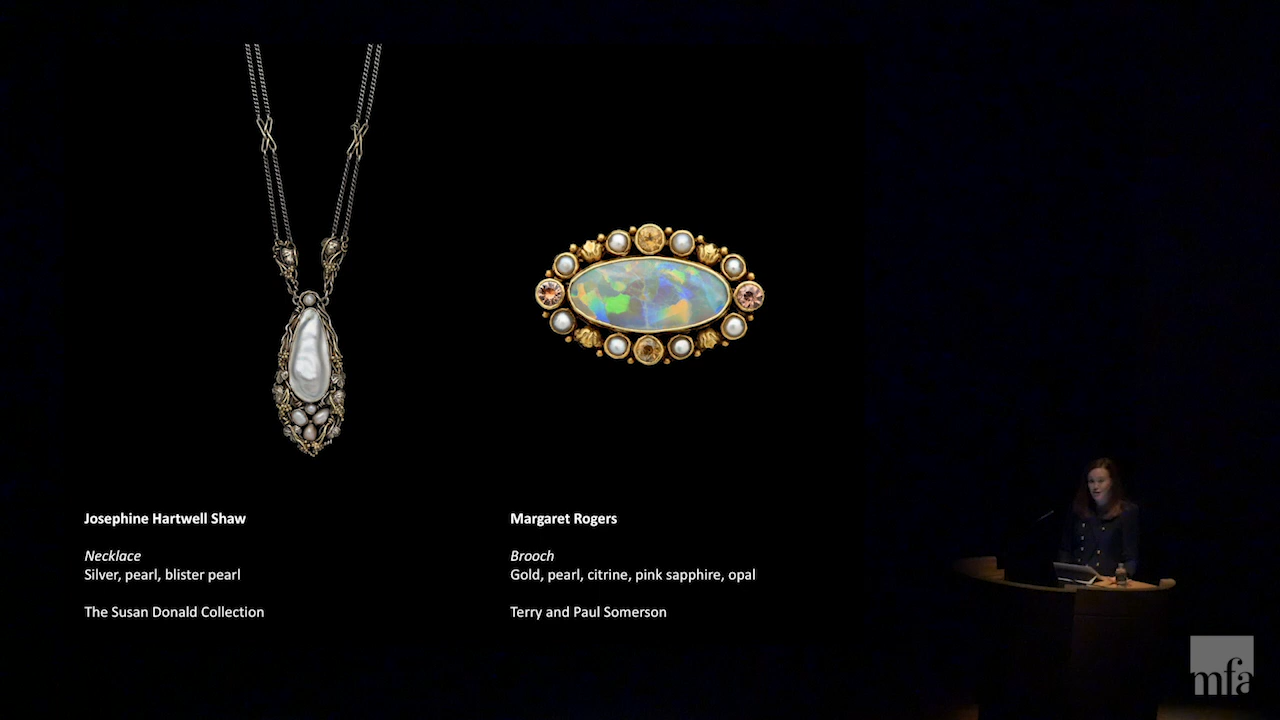 Josephine Hartwell Shaw
Necklace
Silver, pearl, blister pearl
The Susan Donald Collection
Margaret Rogers
Brooch
Gold, pearl, citrine, pink sapphire, opal
Terry and Paul Somerson
mfa